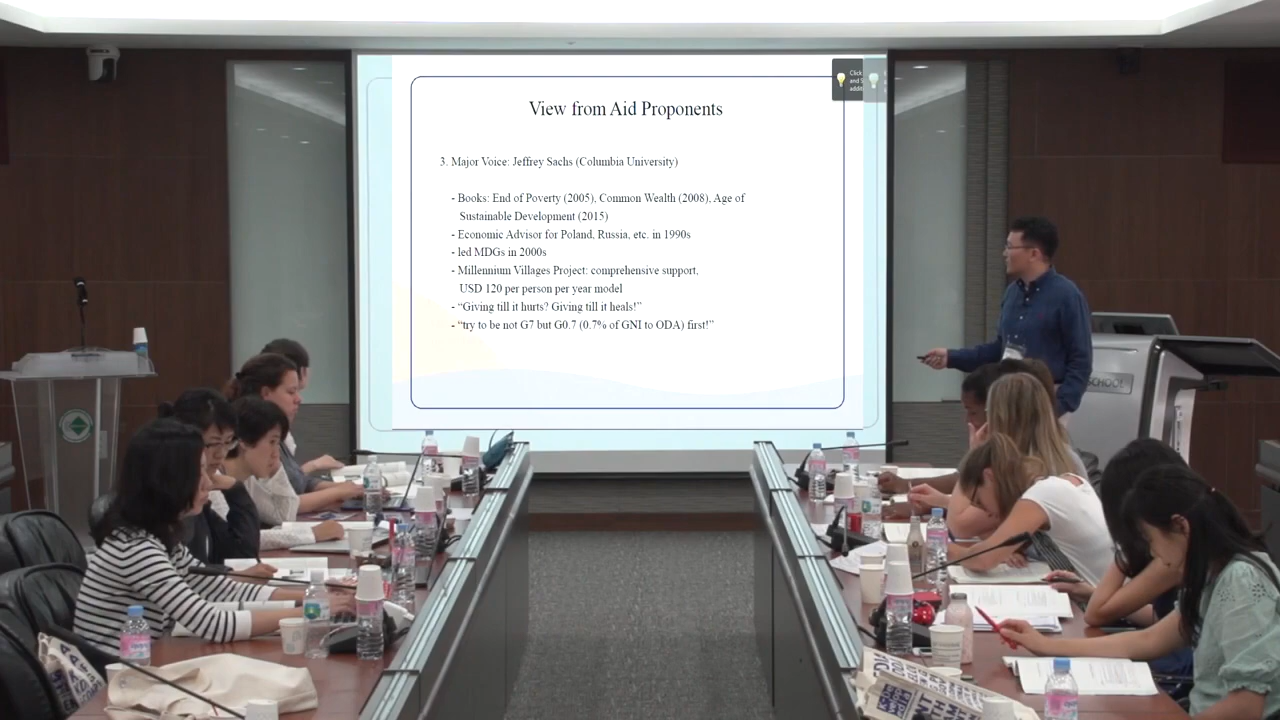 View from Aid Proponents
3. Major Voice: Jeffrey Sachs (Columbia University)
- Books: End of Poverty (2005), Common Wealth (2008), Age of
Sustainable Development (2015)
- Economic Advisor for Poland, Russia, etc. in 1990s
- led MDGs in 2000s
- Millennium Villages Project: comprehensive support,
USD 120 per person per year model
- “Giving till it hurts? Giving till it heals!”
- “try to be not G7 but G0.7 (0.7% of GNI to ODA) first!”
Click
and S
addit
SCHOOL